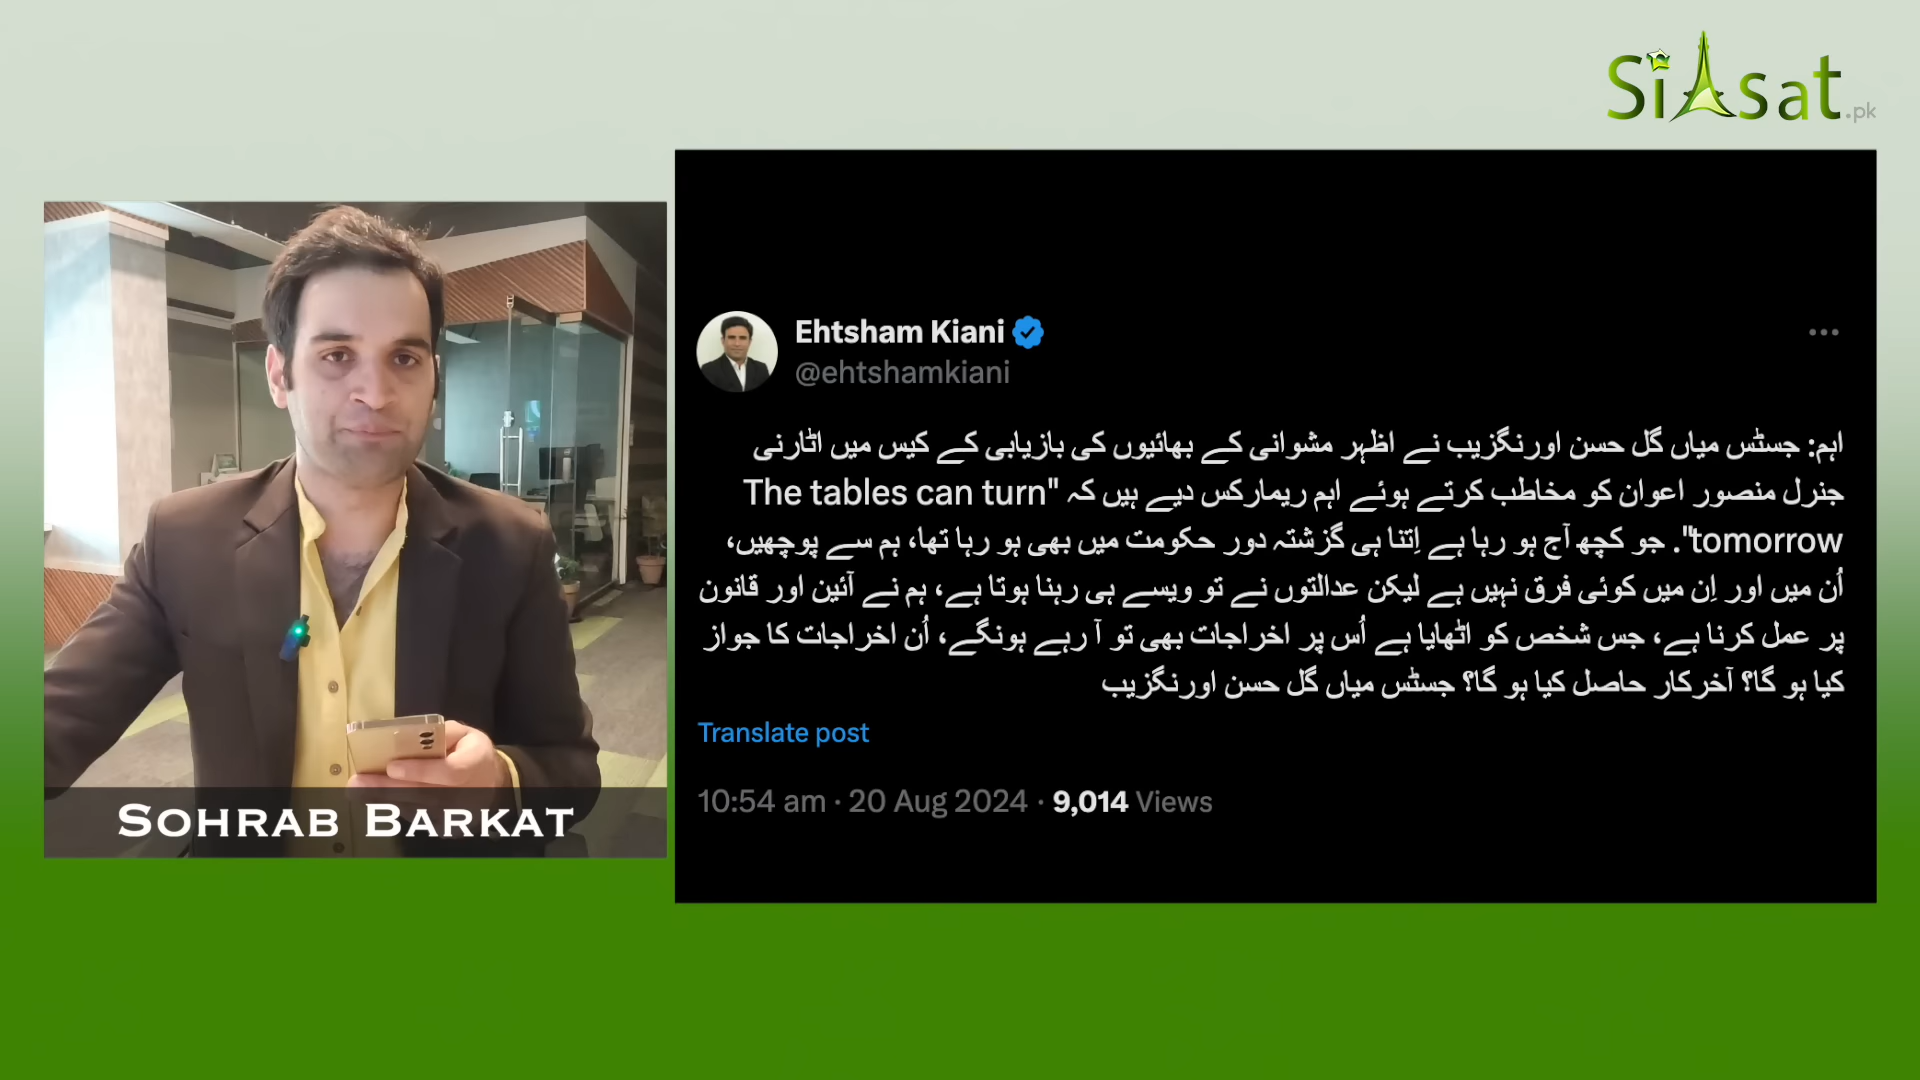 SiAsat.pk
Ehtsham Kiani
@ehtshamkiani
اہم: جسٹس میاں گل حسن اورنگزیب نے اظہر مشوانی کے بھائیوں کی بازیابی کے کیس میں اٹارنی
جنرل منصور اعوان کو مخاطب کرتے ہوئے اہم ریمارکس دیے ہیں کہ "The tables can turn
tomorrow". جو کچھ آج ہو رہا ہے اِتنا ہی گزشتہ دور حکومت میں بھی ہو رہا تھا، ہم سے پوچھیں،
اُن میں اور اِن میں کوئی فرق نہیں ہے لیکن عدالتوں نے تو ویسے ہی رہنا ہوتا ہے، ہم نے آئین اور قانون
پر عمل کرنا ہے، جس شخص کو اٹھایا ہے اُس پر اخراجات بھی تو آ رہے ہونگے، اُن اخراجات کا جواز
کیا ہو گا؟ آخرکار حاصل کیا ہو گا؟ جسٹس میاں گل حسن اورنگزیب
Translate post
10:54 am · 20 Aug 2024 · 9,014 Views
SOHRAB BARKAT